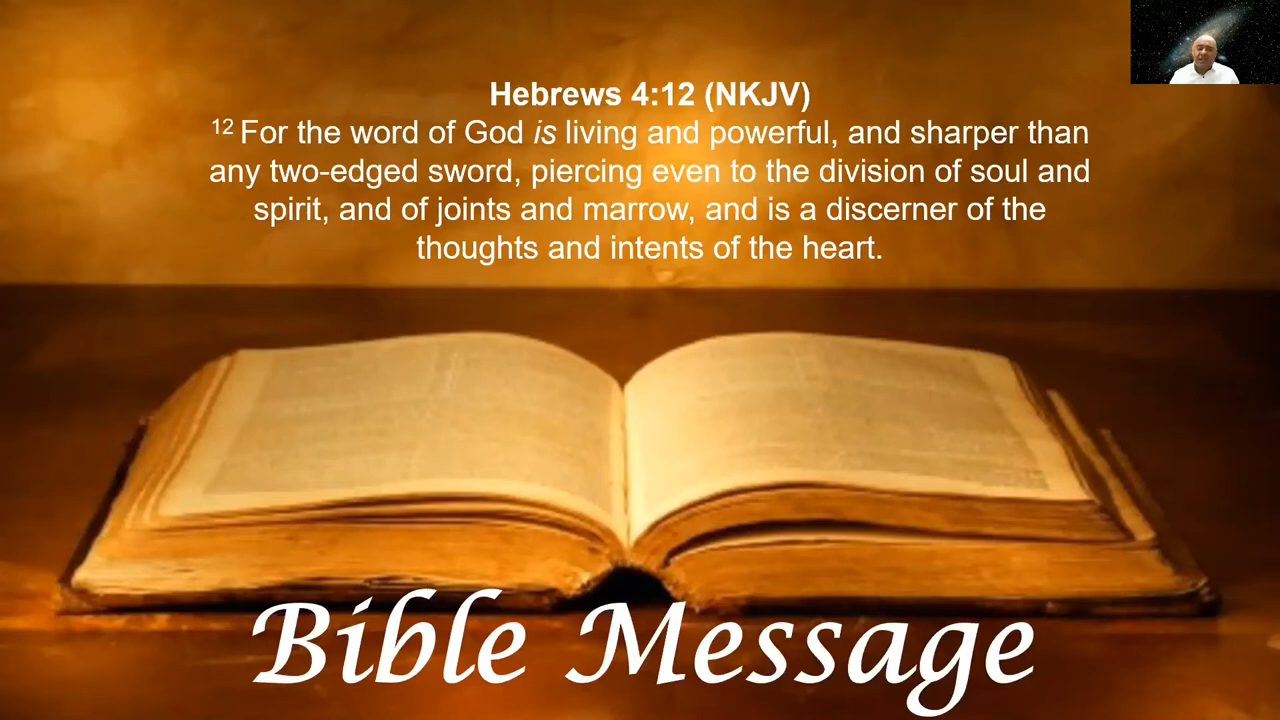 Hebrews 4:12 (NKJV)
12 For the word of God is living and powerful, and sharper than
any two-edged sword, piercing even to the division of soul and
spirit, and of joints and marrow, and is a discerner of the
thoughts and intents of the heart.
Bible Message